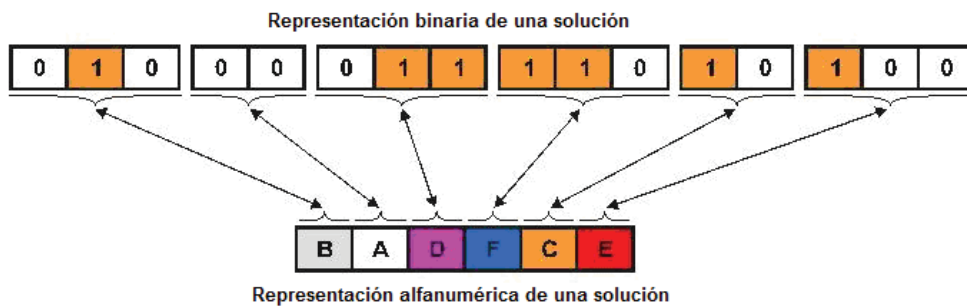 Representación binaria de una solución
0 1 0 0 0 0 1 1 1 1 0 1 0 1 0 0
B A D F C E
Representación alfanumérica de una solución